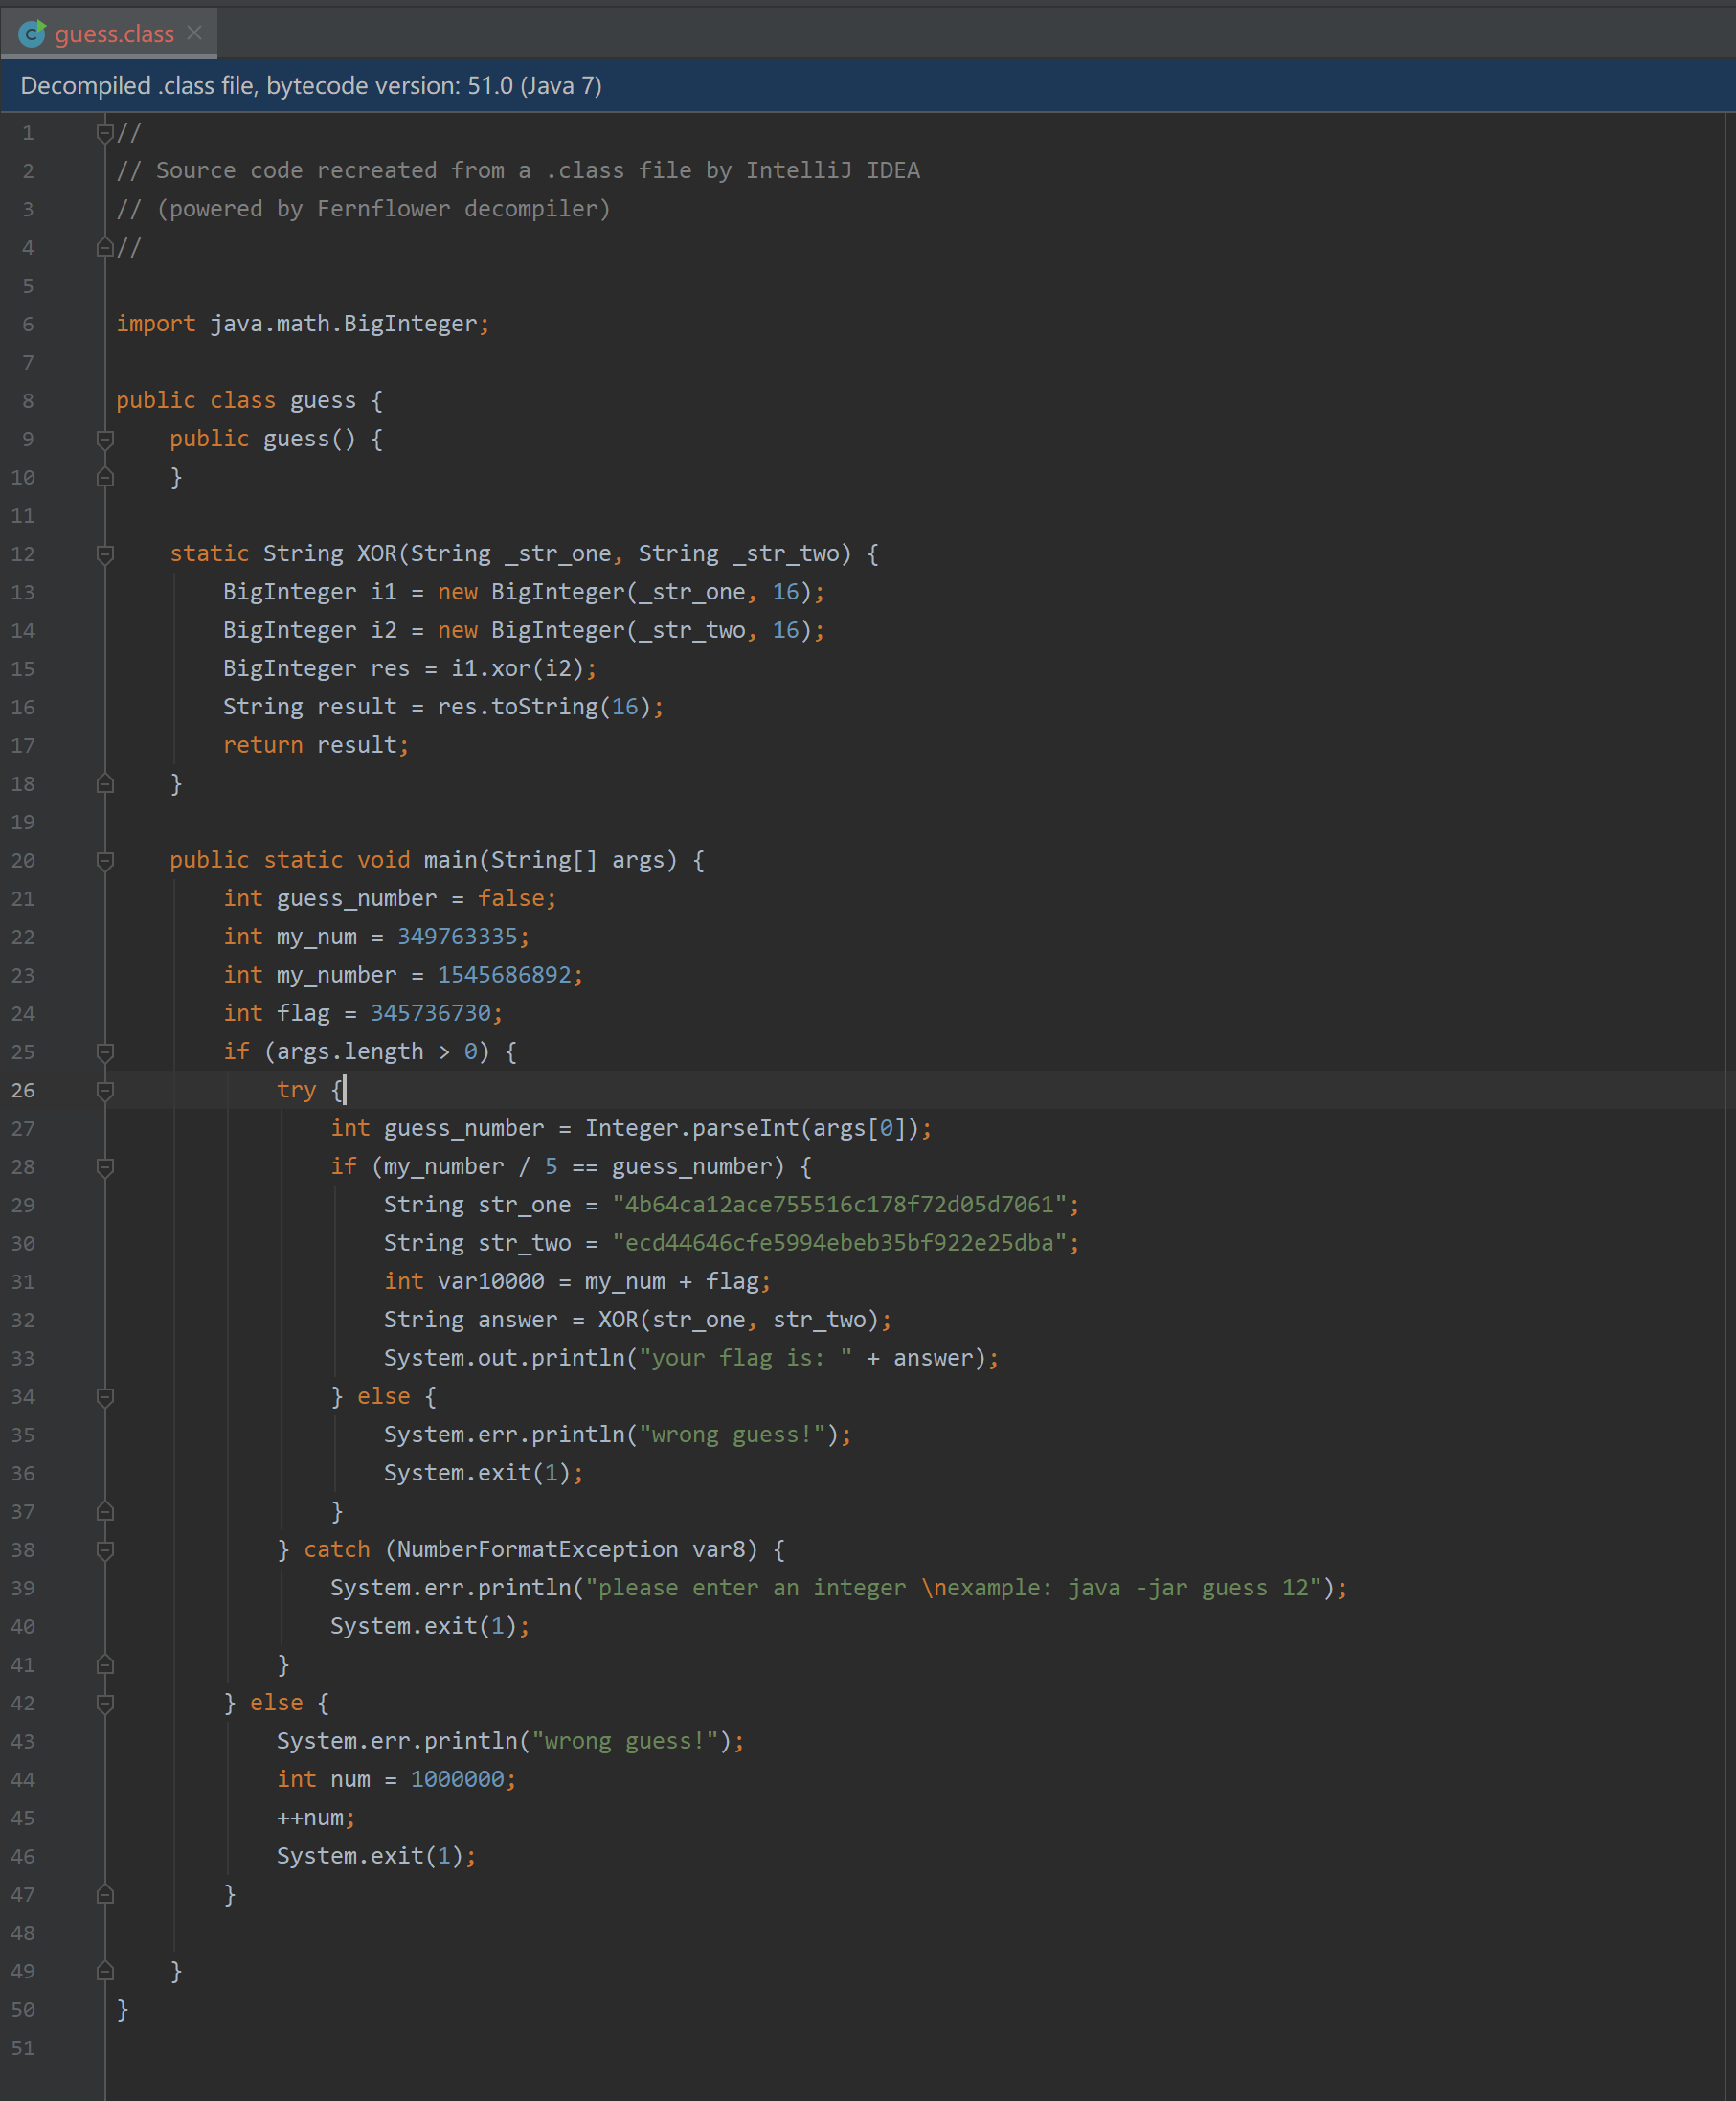 guess.class
Decompiled .class file, bytecode version: 51.0 (Java 7)
1 //
2 // Source code recreated from a .class file by IntelliJ IDEA
3 // (powered by Fernflower decompiler)
4 //
5
6 import java.math.BigInteger;
7
8 public class guess {
9     public guess() {
10     }
11
12     static String XOR(String _str_one, String _str_two) {
13         BigInteger i1 = new BigInteger(_str_one, 16);
14         BigInteger i2 = new BigInteger(_str_two, 16);
15         BigInteger res = i1.xor(i2);
16         String result = res.toString(16);
17         return result;
18     }
19
20     public static void main(String[] args) {
21         int guess_number = false;
22         int my_num = 349763335;
23         int my_number = 1545686892;
24         int flag = 345736730;
25         if (args.length > 0) {
26             try {
27                 int guess_number = Integer.parseInt(args[0]);
28                 if (my_number / 5 == guess_number) {
29                     String str_one = "4b64ca12ace755516c178f72d05d7061";
30                     String str_two = "ecd44646cfe5994ebeb35bf922e25dba";
31                     int var10000 = my_num + flag;
32                     String answer = XOR(str_one, str_two);
33                     System.out.println("your flag is: " + answer);
34                 } else {
35                     System.err.println("wrong guess!");
36                     System.exit(1);
37                 }
38             } catch (NumberFormatException var8) {
39                 System.err.println("please enter an integer \nexample: java -jar guess 12");
40                 System.exit(1);
41             }
42         } else {
43             System.err.println("wrong guess!");
44             int num = 1000000;
45             ++num;
46             System.exit(1);
47         }
48
49     }
50 }
51